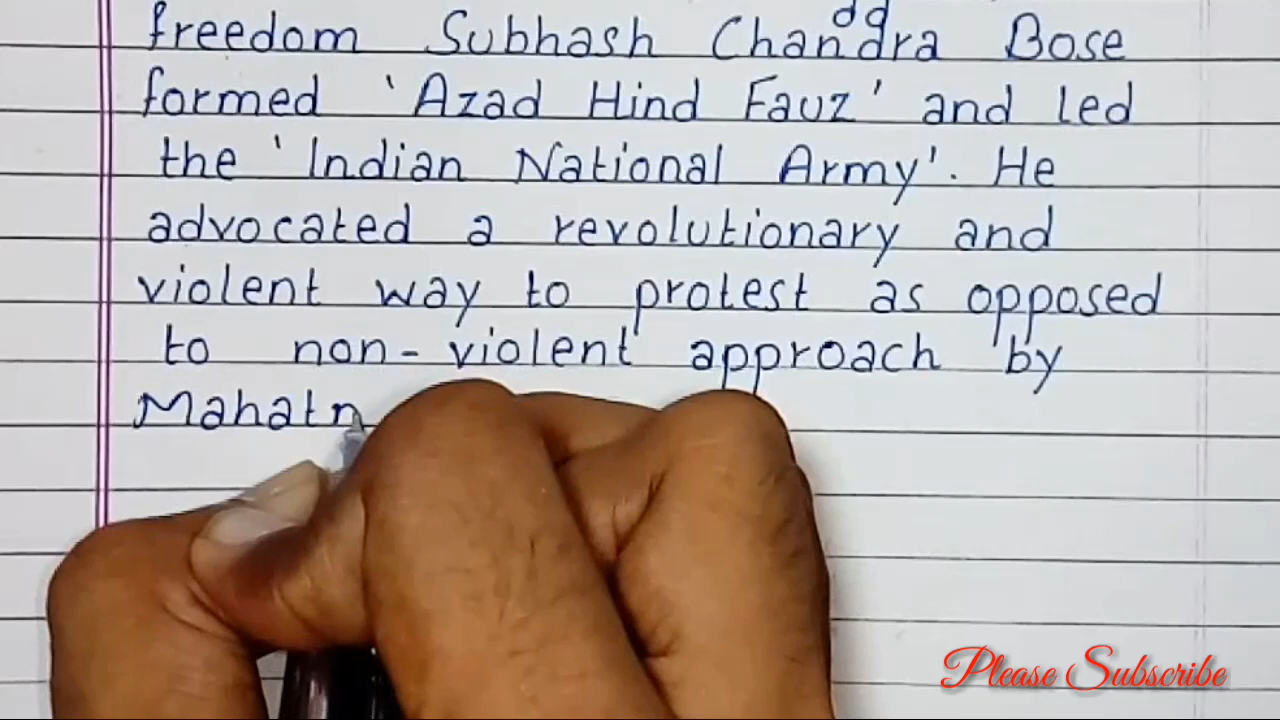 freedom Subhash Chandra Bose
formed 'Azad Hind Fauz' and led
the 'Indian National Army'. He
advocated a revolutionary and
violent way to protest as opposed
to non-violent approach by
Mahatm
Please Subscribe